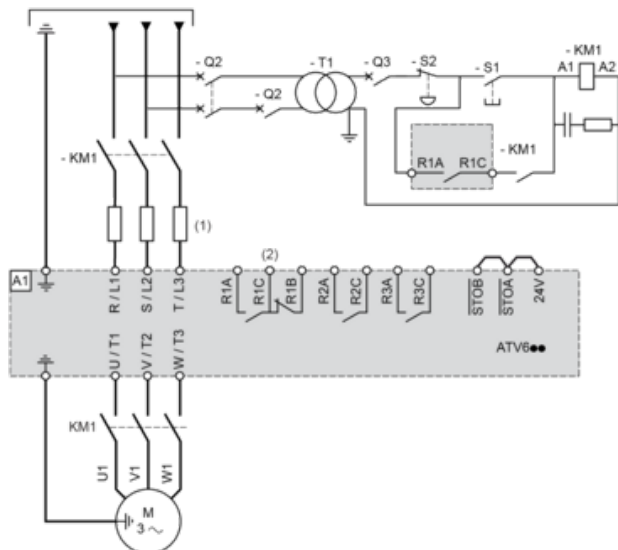 - Q2 - T1 - Q3 - S2 - S1 - KM1
A1 A2
- Q2
- KM1
R1A R1C - KM1
(1)
(2)
A1
R / L1 S / L2 T / L3 R1A R1C R1B R2A R2C R3A R3C STOB STOA 24V
U / T1 V / T2 W / T3
ATV6●●
KM1
U1 V1 W1
M
3 ~